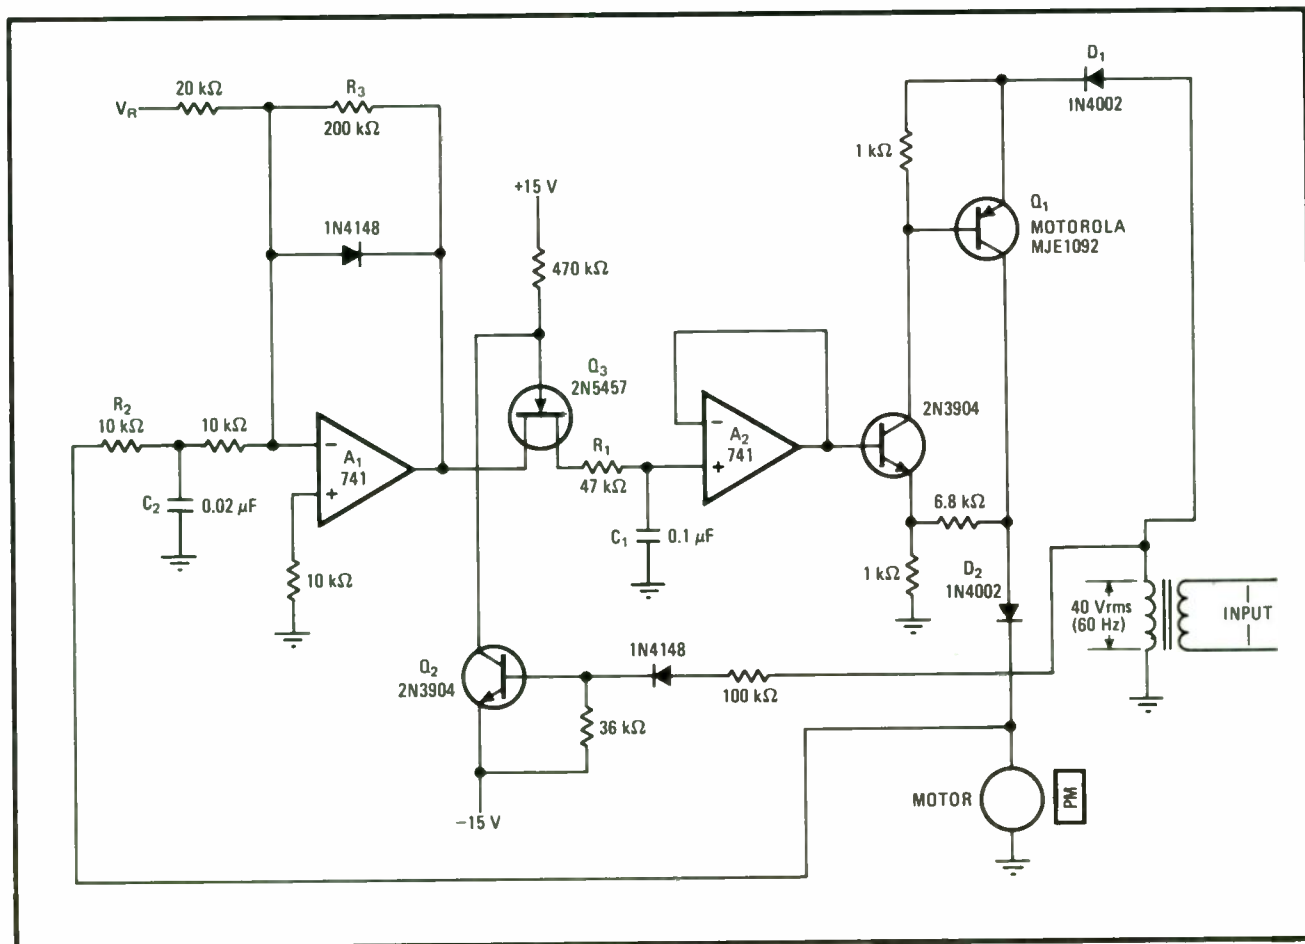 20 kΩ
V_R
R₃
200 kΩ
1N4148
+15 V
470 kΩ
Q₃
2N5457
R₂
10 kΩ
10 kΩ
C₂
0.02 μF
− A₁
741
+
10 kΩ
R₁
47 kΩ
C₁
0.1 μF
− A₂
741
+
D₁
1N4002
1 kΩ
Q₁
MOTOROLA
MJE1092
2N3904
6.8 kΩ
1 kΩ
D₂
1N4002
40 Vrms
(60 Hz)
INPUT
Q₂
2N3904
1N4148
100 kΩ
36 kΩ
−15 V
MOTOR
PM